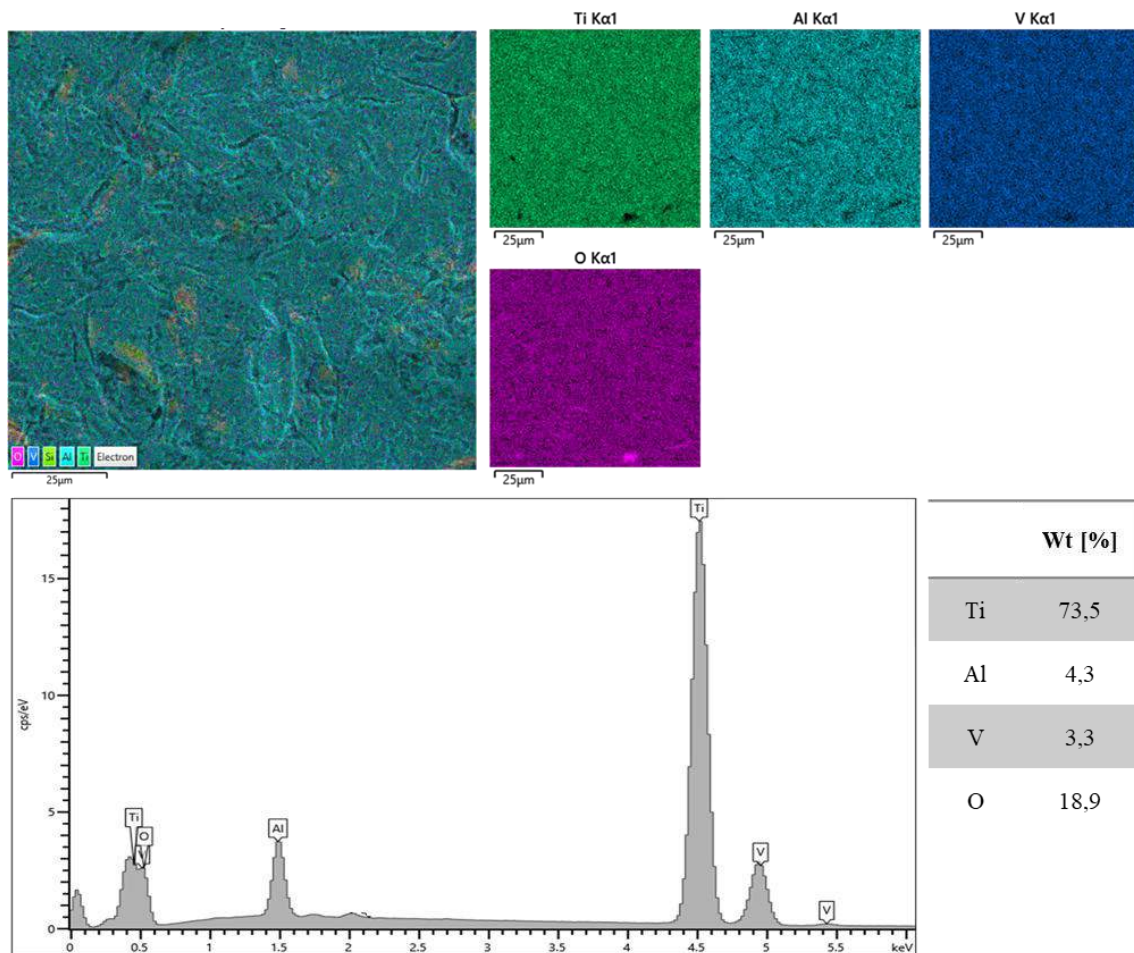 Ti Kα1
Al Kα1
V Kα1
25μm
25μm
25μm
O Kα1
25μm
O V Si Al Ti Electron
25μm
cps/eV
15
10
5
0
Ti
O
Al
Ti
V
V
0 0.5 1 1.5 2 2.5 3 3.5 4 4.5 5 5.5 keV
Wt [%]
Ti 73,5
Al 4,3
V 3,3
O 18,9